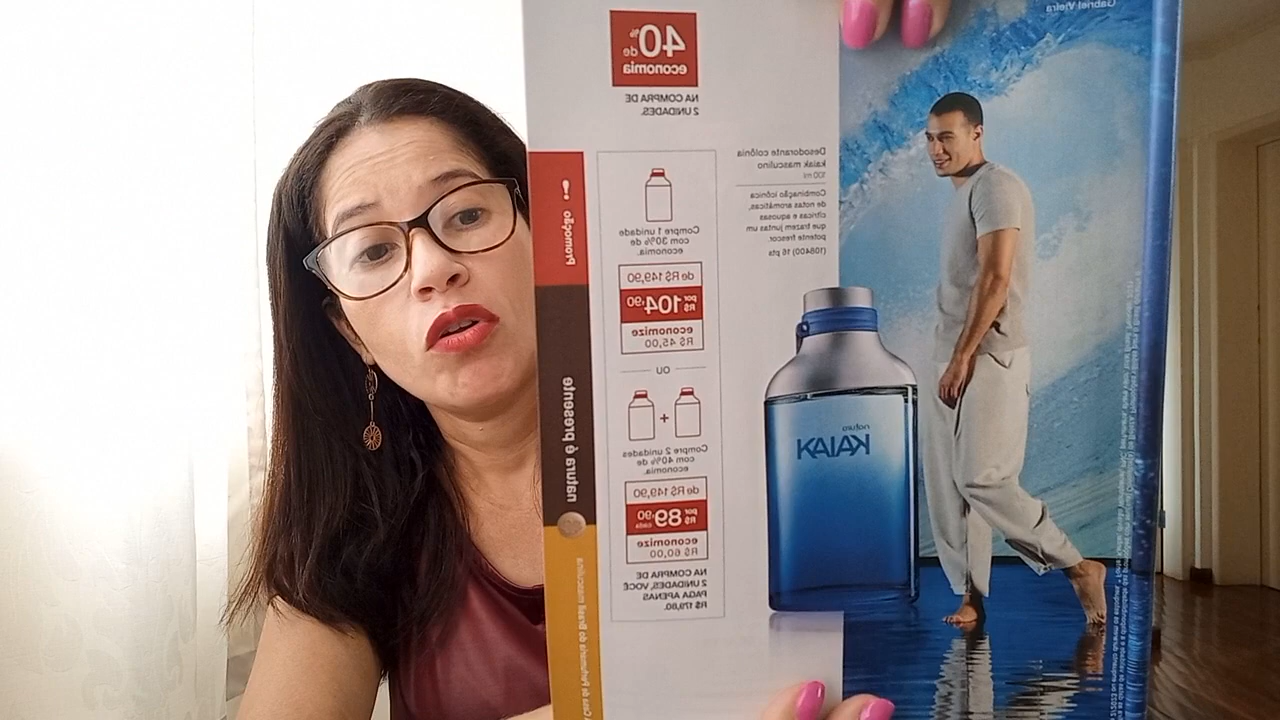 Gabriel Vieira
40% de
economia
NA COMPRA DE
2 UNIDADES.
Desodorante colônia
kaiak masculino
100 ml
Combinação icônica
de notas aromáticas,
cítricas e aquosas
que trazem juntas um
potente frescor.
(108400) 16 pts
Promoção !
Compre 1 unidade
com 30% de
economia.
de R$ 149,90
por R$ 104,90
economize
R$ 45,00
OU
+
Compre 2 unidades
com 40% de
economia.
de R$ 149,90
por R$ 89,90 cada
economize
R$ 60,00
NA COMPRA DE
2 UNIDADES, VOCÊ
PAGA APENAS
R$ 179,80.
natura
KAIAK
natura é presente